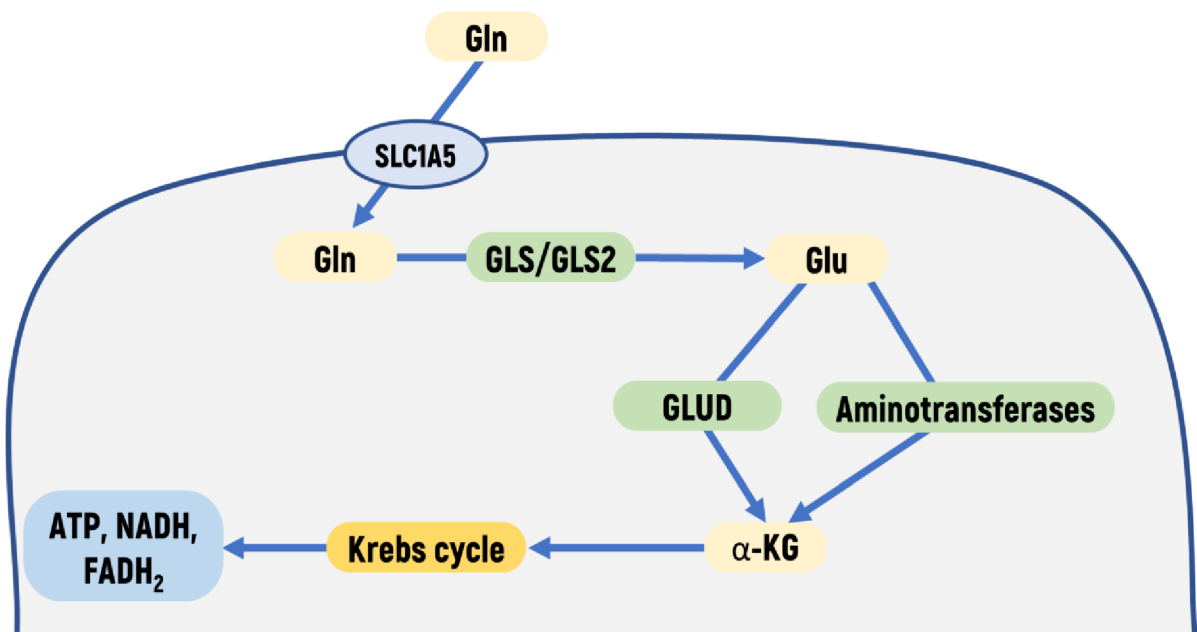 Gln
SLC1A5
Gln
GLS/GLS2
Glu
GLUD
Aminotransferases
ATP, NADH,
FADH₂
Krebs cycle
α-KG